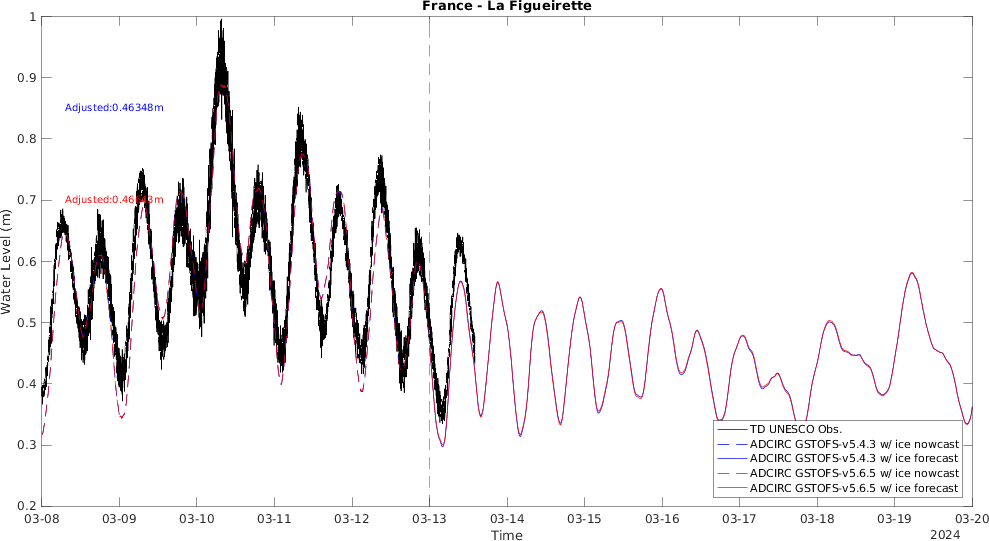 France - La Figueirette
Water Level (m)
1
0.9
0.8
0.7
0.6
0.5
0.4
0.3
0.2
Adjusted:0.46348m
TD UNESCO Obs.
ADCIRC GSTOFS-v5.4.3 w/ ice nowcast
ADCIRC GSTOFS-v5.4.3 w/ ice forecast
ADCIRC GSTOFS-v5.6.5 w/ ice nowcast
ADCIRC GSTOFS-v5.6.5 w/ ice forecast
03-08 03-09 03-10 03-11 03-12 03-13 03-14 03-15 03-16 03-17 03-18 03-19 03-20
Time
2024